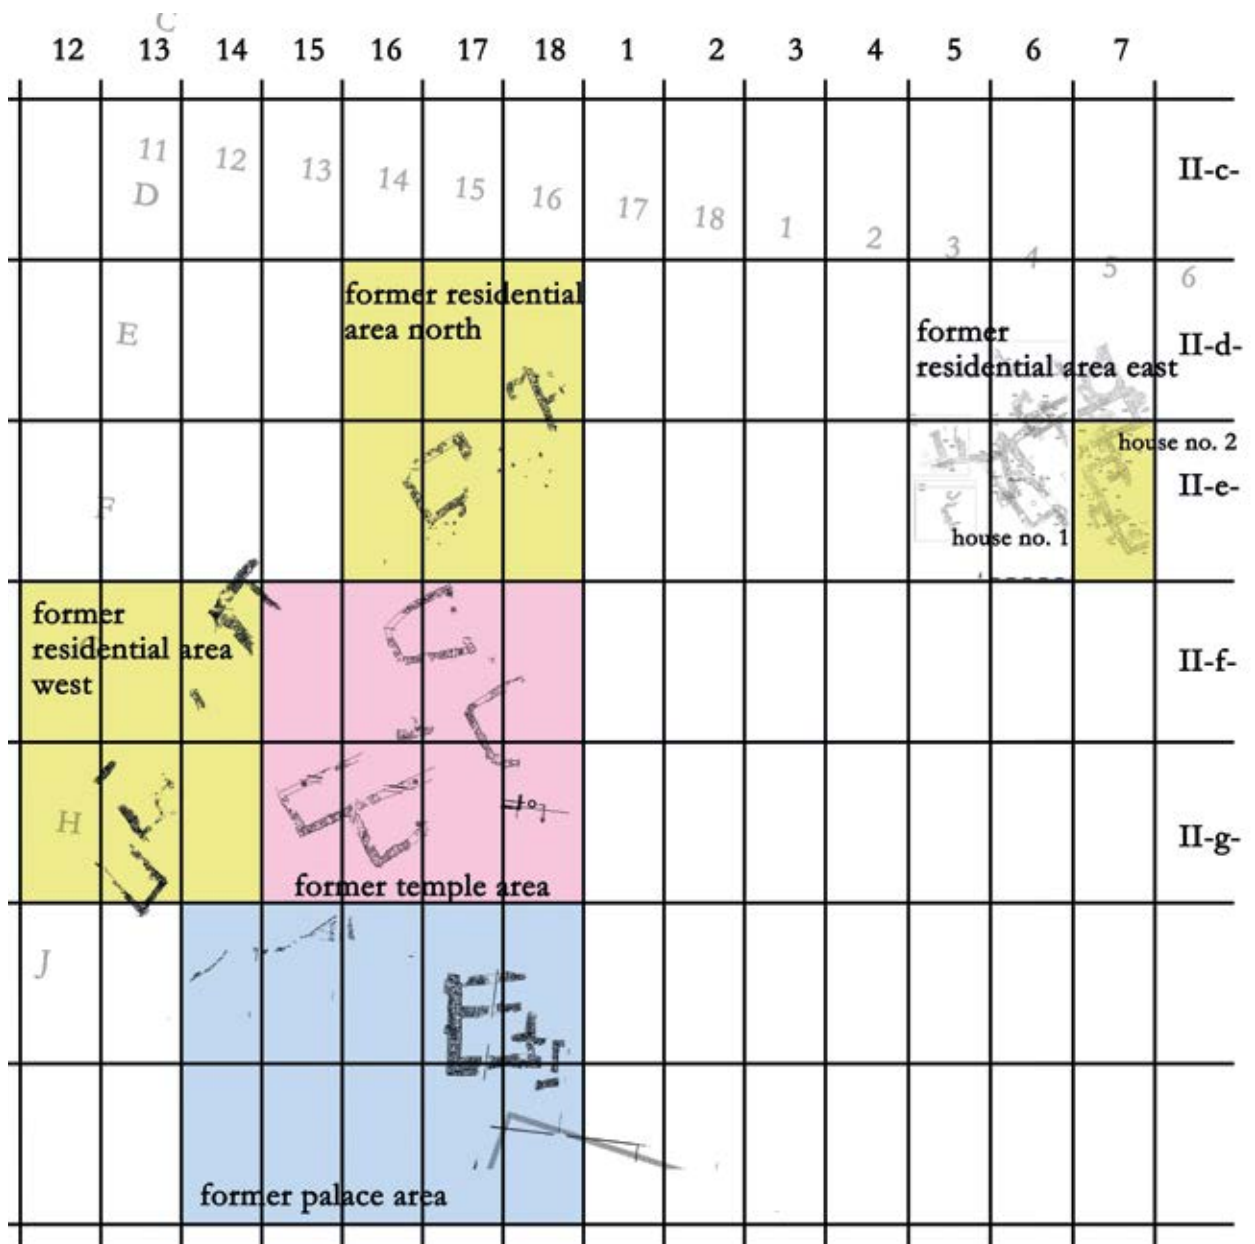 C
12 13 14 15 16 17 18 1 2 3 4 5 6 7
11 12 13 14 15 16 17 18 1 2 3 4 5 6
D
II-c-
former residential
area north
E
former
residential area east
II-d-
house no. 2
II-e-
F
house no. 1
former
residential area
west
II-f-
H
II-g-
former temple area
J
former palace area